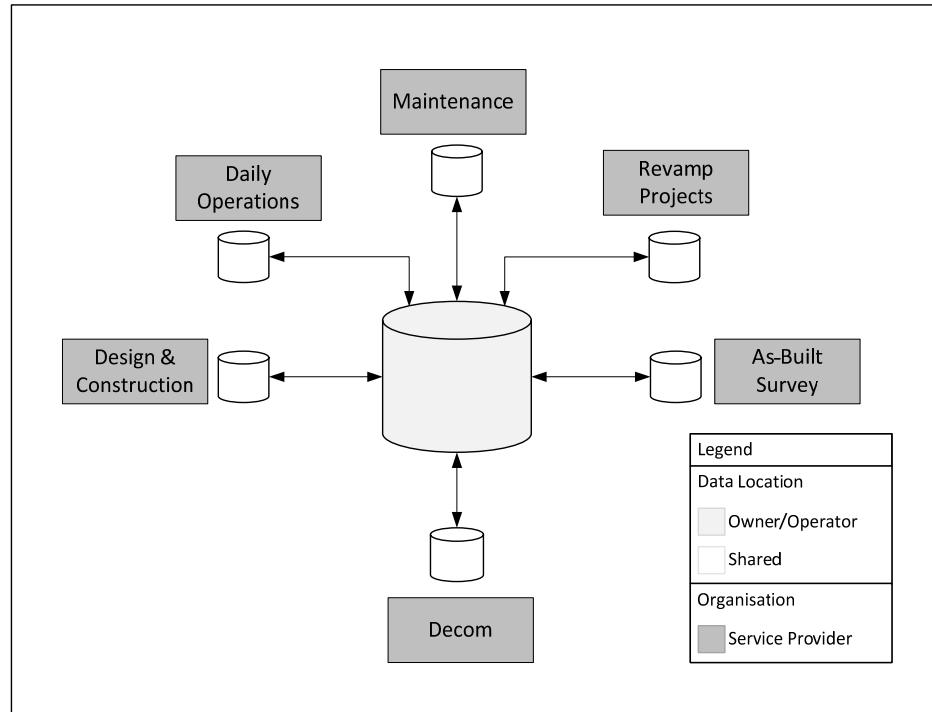 Maintenance
Daily
Operations
Revamp
Projects
Design &
Construction
As-Built
Survey
Decom
Legend
Data Location
Owner/Operator
Shared
Organisation
Service Provider